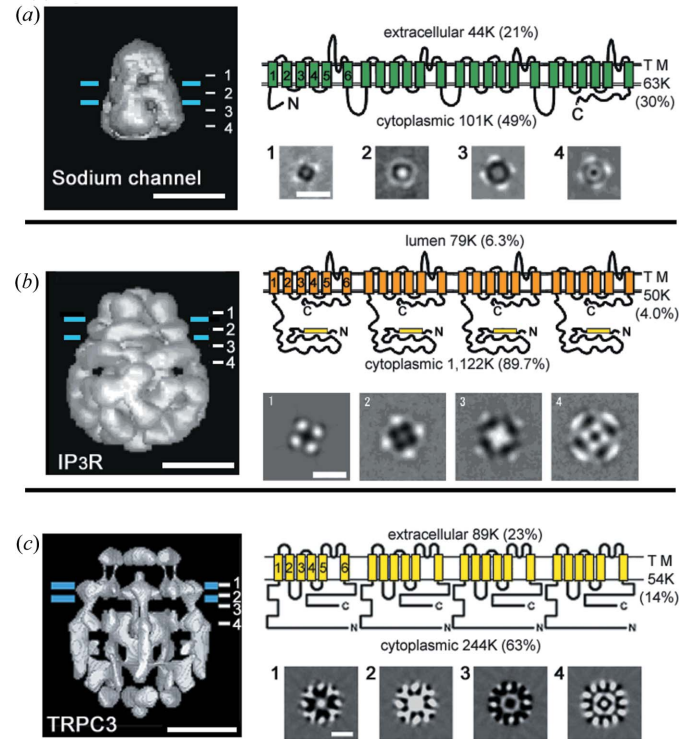 (a)
extracellular 44K (21%)
1 2 3 4 5 6
T M
63K
(30%)
N
C
cytoplasmic 101K (49%)
1
2
3
4
Sodium channel
1 2 3 4
(b)
lumen 79K (6.3%)
1 2 3 4 5 6
T M
50K
(4.0%)
C C C C
N N N N
cytoplasmic 1,122K (89.7%)
1
2
3
4
IP3R
1 2 3 4
(c)
extracellular 89K (23%)
1 2 3 4 5 6
T M
54K
(14%)
C C C C
N N N N
cytoplasmic 244K (63%)
1
2
3
4
TRPC3
1 2 3 4